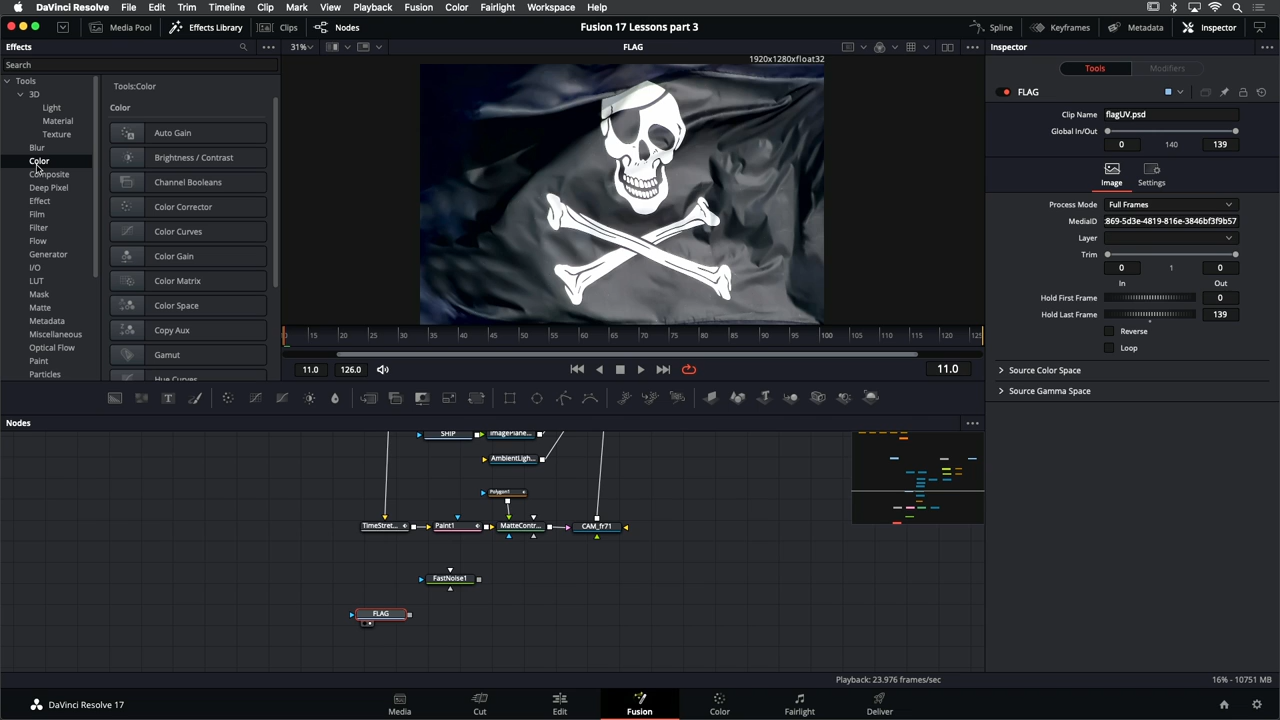 DaVinci Resolve File Edit Trim Timeline Clip Mark View Playback Fusion Color Fairlight Workspace Help
Media Pool Effects Library Clips Nodes Fusion 17 Lessons part 3 Spline Keyframes Metadata Inspector
Effects 31% FLAG Inspector
Search
1920x1280xfloat32
Tools
3D
Light
Material
Texture
Blur
Color
Composite
Deep Pixel
Effect
Film
Filter
Flow
Generator
I/O
LUT
Mask
Matte
Metadata
Miscellaneous
Optical Flow
Paint
Particles
Tools:Color
Color
Auto Gain
Brightness / Contrast
Channel Booleans
Color Corrector
Color Curves
Color Gain
Color Matrix
Color Space
Copy Aux
Gamut
Hue Curves
15 20 25 30 35 40 45 50 55 60 65 70 75 80 85 90 95 100 105 110 115 120 125
11.0 126.0 11.0
Tools Modifiers
FLAG
Clip Name flagUV.psd
Global In/Out
0 140 139
Image Settings
Process Mode Full Frames
MediaID :869-5d3e-4819-816e-3846bf3f9b57
Layer
Trim
0 1 0
In Out
Hold First Frame 0
Hold Last Frame 139
Reverse
Loop
Source Color Space
Source Gamma Space
Nodes
SHIP ImagePlane...
AmbientLigh...
Polygon1
TimeStret... Paint1 MatteContr... CAM_fr71
FastNoise1
FLAG
Playback: 23.976 frames/sec 16% - 10751 MB
DaVinci Resolve 17 Media Cut Edit Fusion Color Fairlight Deliver